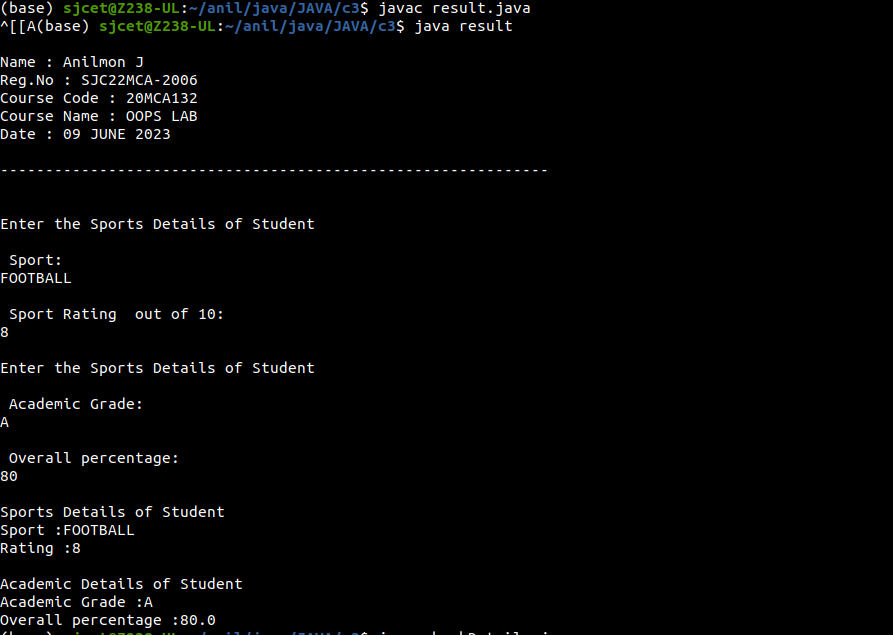 (base) sjcet@Z238-UL:~/anil/java/JAVA/c3$ javac result.java
^[[A(base) sjcet@Z238-UL:~/anil/java/JAVA/c3$ java result
Name : Anilmon J
Reg.No : SJC22MCA-2006
Course Code : 20MCA132
Course Name : OOPS LAB
Date : 09 JUNE 2023
-------------------------------------------------------------
Enter the Sports Details of Student
Sport:
FOOTBALL
Sport Rating  out of 10:
8
Enter the Sports Details of Student
Academic Grade:
A
Overall percentage:
80
Sports Details of Student
Sport :FOOTBALL
Rating :8
Academic Details of Student
Academic Grade :A
Overall percentage :80.0